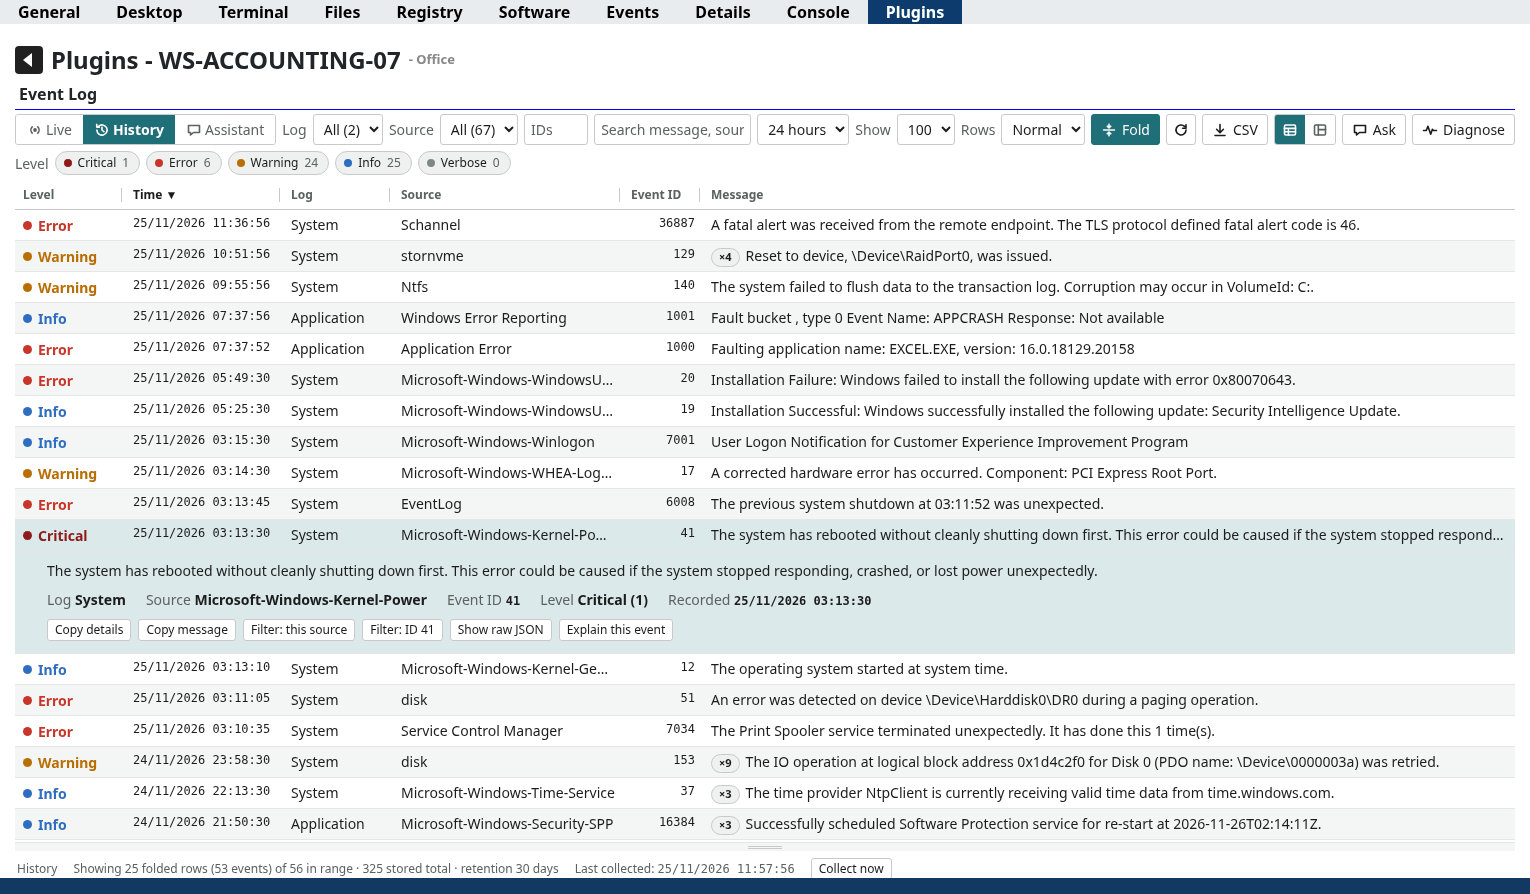 General Desktop Terminal Files Registry Software Events Details Console Plugins
Plugins - WS-ACCOUNTING-07 - Office
Event Log
Live History Assistant Log All (2) Source All (67) IDs Search message, sour 24 hours Show 100 Rows Normal Fold CSV Ask Diagnose
Level Critical 1 Error 6 Warning 24 Info 25 Verbose 0
Level Time ▼ Log Source Event ID Message
Error 25/11/2026 11:36:56 System Schannel 36887 A fatal alert was received from the remote endpoint. The TLS protocol defined fatal alert code is 46.
Warning 25/11/2026 10:51:56 System stornvme 129 ×4 Reset to device, \Device\RaidPort0, was issued.
Warning 25/11/2026 09:55:56 System Ntfs 140 The system failed to flush data to the transaction log. Corruption may occur in VolumeId: C:.
Info 25/11/2026 07:37:56 Application Windows Error Reporting 1001 Fault bucket , type 0 Event Name: APPCRASH Response: Not available
Error 25/11/2026 07:37:52 Application Application Error 1000 Faulting application name: EXCEL.EXE, version: 16.0.18129.20158
Error 25/11/2026 05:49:30 System Microsoft-Windows-WindowsU... 20 Installation Failure: Windows failed to install the following update with error 0x80070643.
Info 25/11/2026 05:25:30 System Microsoft-Windows-WindowsU... 19 Installation Successful: Windows successfully installed the following update: Security Intelligence Update.
Info 25/11/2026 03:15:30 System Microsoft-Windows-Winlogon 7001 User Logon Notification for Customer Experience Improvement Program
Warning 25/11/2026 03:14:30 System Microsoft-Windows-WHEA-Log... 17 A corrected hardware error has occurred. Component: PCI Express Root Port.
Error 25/11/2026 03:13:45 System EventLog 6008 The previous system shutdown at 03:11:52 was unexpected.
Critical 25/11/2026 03:13:30 System Microsoft-Windows-Kernel-Po... 41 The system has rebooted without cleanly shutting down first. This error could be caused if the system stopped respond...
The system has rebooted without cleanly shutting down first. This error could be caused if the system stopped responding, crashed, or lost power unexpectedly.
Log System Source Microsoft-Windows-Kernel-Power Event ID 41 Level Critical (1) Recorded 25/11/2026 03:13:30
Copy details Copy message Filter: this source Filter: ID 41 Show raw JSON Explain this event
Info 25/11/2026 03:13:10 System Microsoft-Windows-Kernel-Ge... 12 The operating system started at system time.
Error 25/11/2026 03:11:05 System disk 51 An error was detected on device \Device\Harddisk0\DR0 during a paging operation.
Error 25/11/2026 03:10:35 System Service Control Manager 7034 The Print Spooler service terminated unexpectedly. It has done this 1 time(s).
Warning 24/11/2026 23:58:30 System disk 153 ×9 The IO operation at logical block address 0x1d4c2f0 for Disk 0 (PDO name: \Device\0000003a) was retried.
Info 24/11/2026 22:13:30 System Microsoft-Windows-Time-Service 37 ×3 The time provider NtpClient is currently receiving valid time data from time.windows.com.
Info 24/11/2026 21:50:30 Application Microsoft-Windows-Security-SPP 16384 ×3 Successfully scheduled Software Protection service for re-start at 2026-11-26T02:14:11Z.
History Showing 25 folded rows (53 events) of 56 in range · 325 stored total · retention 30 days Last collected: 25/11/2026 11:57:56 Collect now